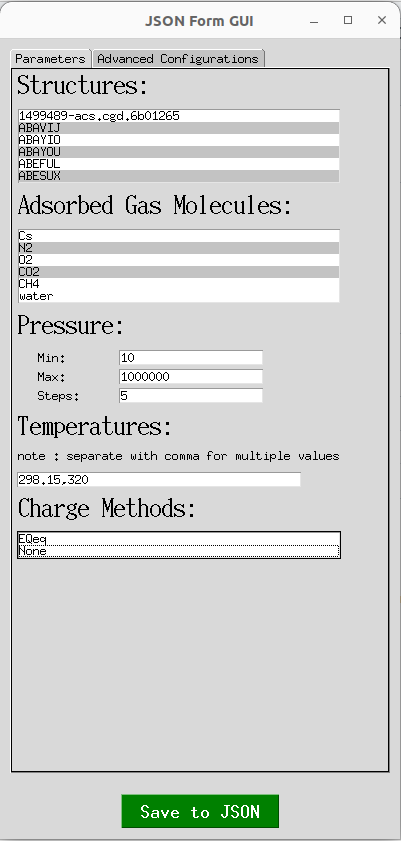 JSON Form GUI
Parameters Advanced Configurations
Structures:
1499489-acs.cgd.6b01265
ABAVIJ
ABAYIO
ABAYOU
ABEFUL
ABESUX
Adsorbed Gas Molecules:
Cs
N2
O2
CO2
CH4
water
Pressure:
Min: 10
Max: 1000000
Steps: 5
Temperatures:
note : separate with comma for multiple values
298.15,320
Charge Methods:
EQeq
None
Save to JSON